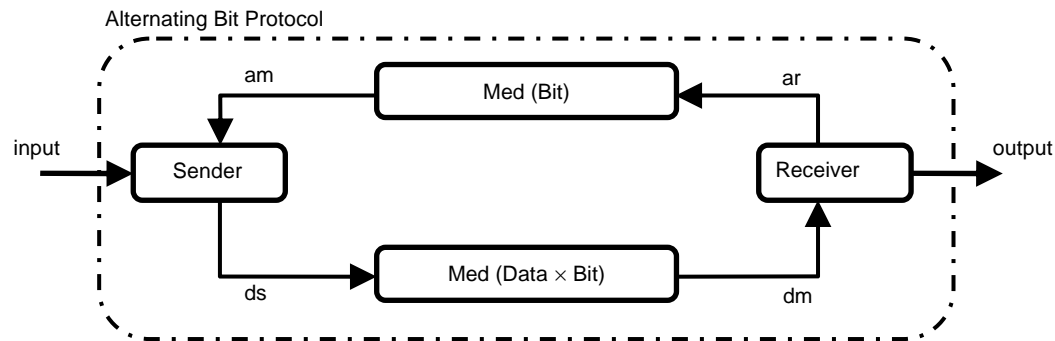 Alternating Bit Protocol
am
Med (Bit)
ar
input
Sender
Receiver
output
ds
Med (Data × Bit)
dm